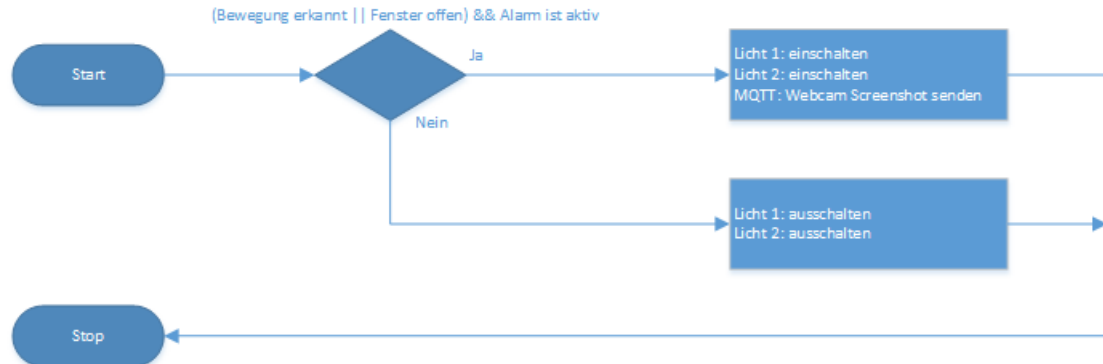 (Bewegung erkannt || Fenster offen) && Alarm ist aktiv
Start
Ja
Licht 1: einschalten
Licht 2: einschalten
MQTT: Webcam Screenshot senden
Nein
Licht 1: ausschalten
Licht 2: ausschalten
Stop